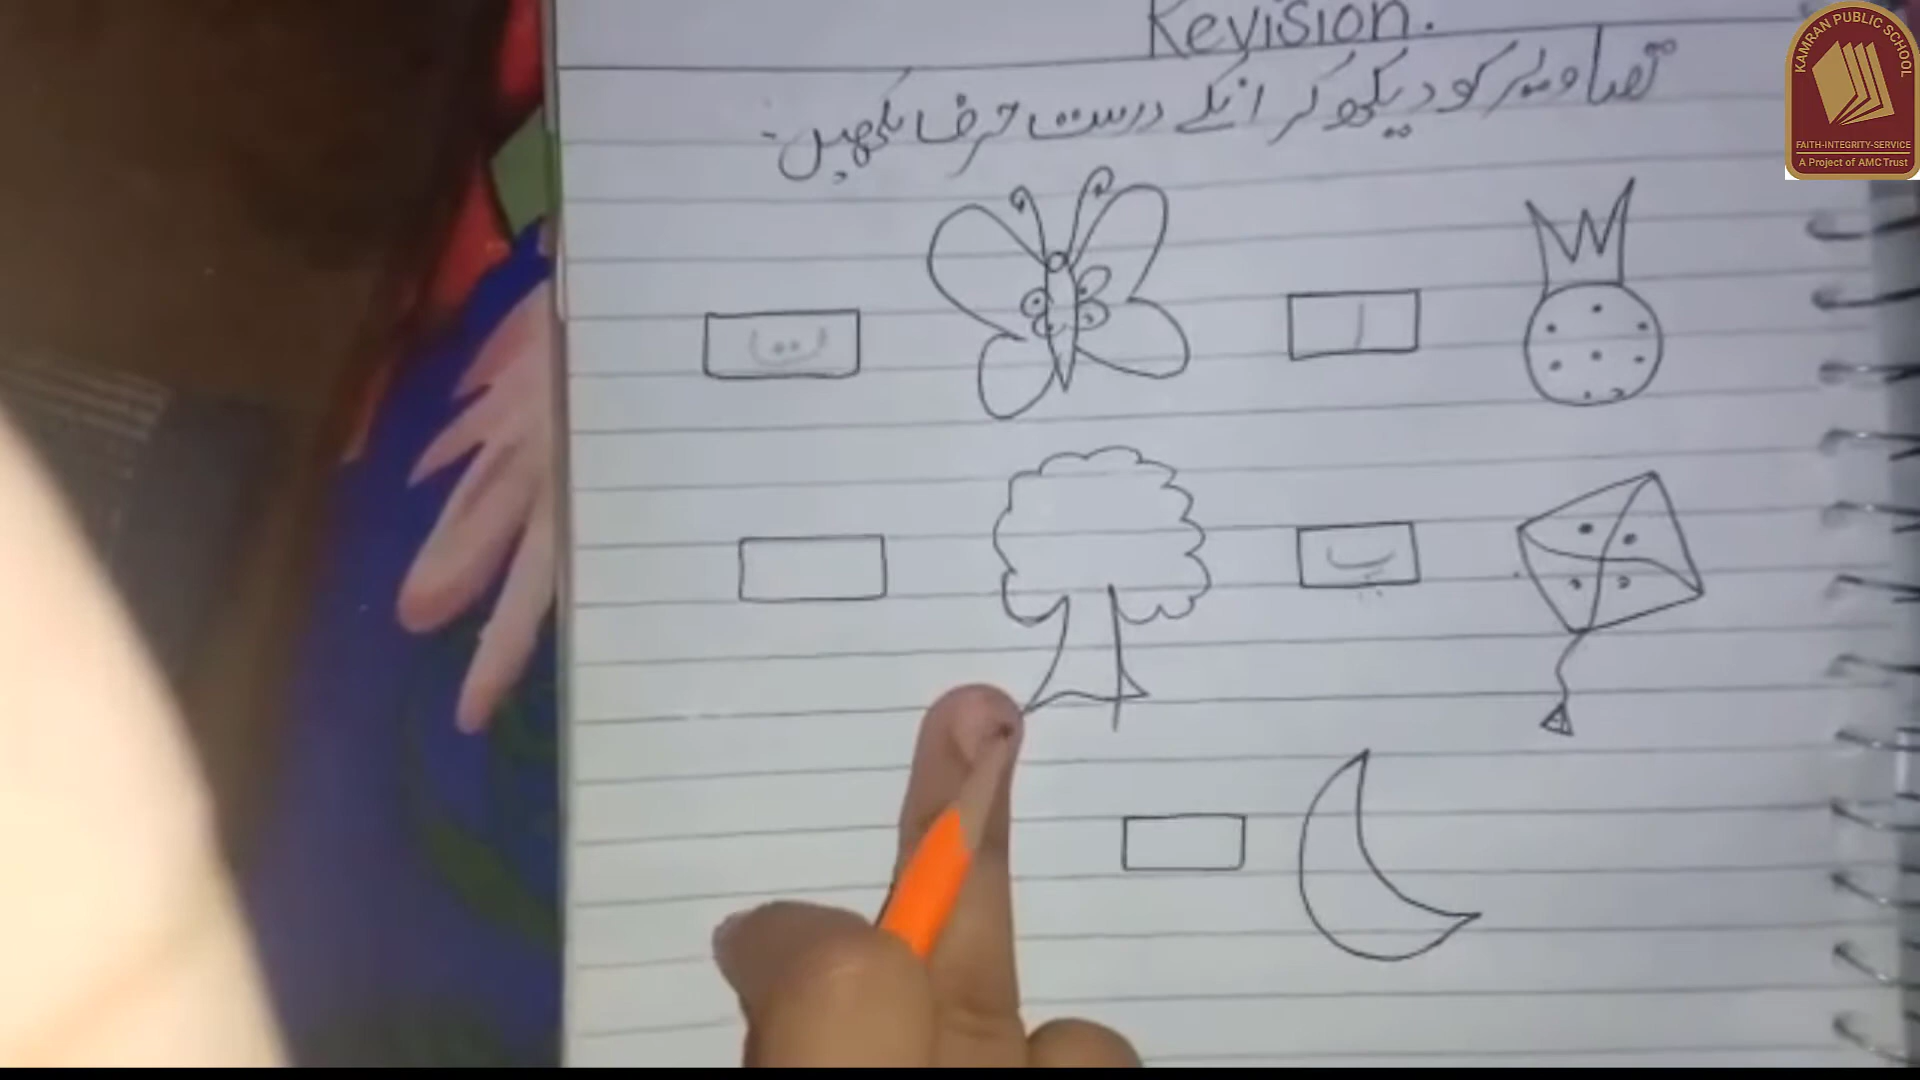 Revision.
تصاویر کو دیکھ کر انکے درست حرف لکھیں۔
ا
ت
پ
KAMRAN PUBLIC SCHOOL
FAITH-INTEGRITY-SERVICE
A Project of AMC Trust